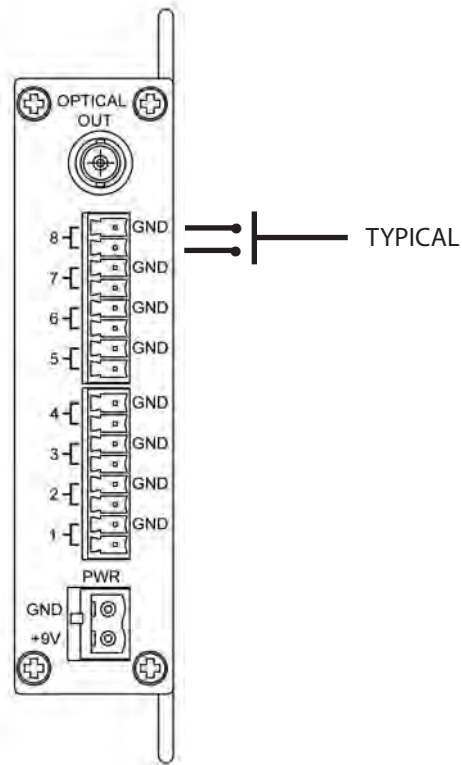 OPTICAL
OUT
8 GND
TYPICAL
7 GND
6 GND
5 GND
4 GND
3 GND
2 GND
1 GND
PWR
GND
+9V